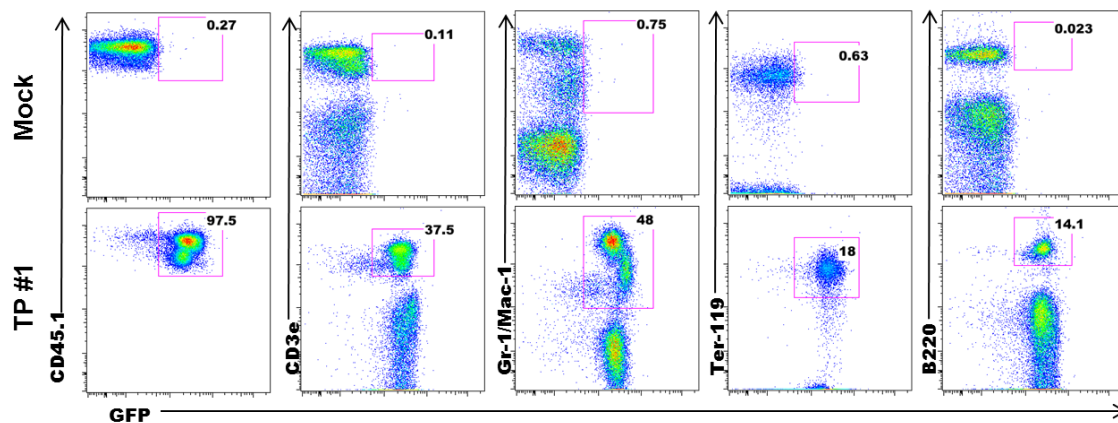 Mock
0.27
0.11
0.75
0.63
0.023
TP #1
97.5
37.5
48
18
14.1
CD45.1
CD3e
Gr-1/Mac-1
Ter-119
B220
GFP